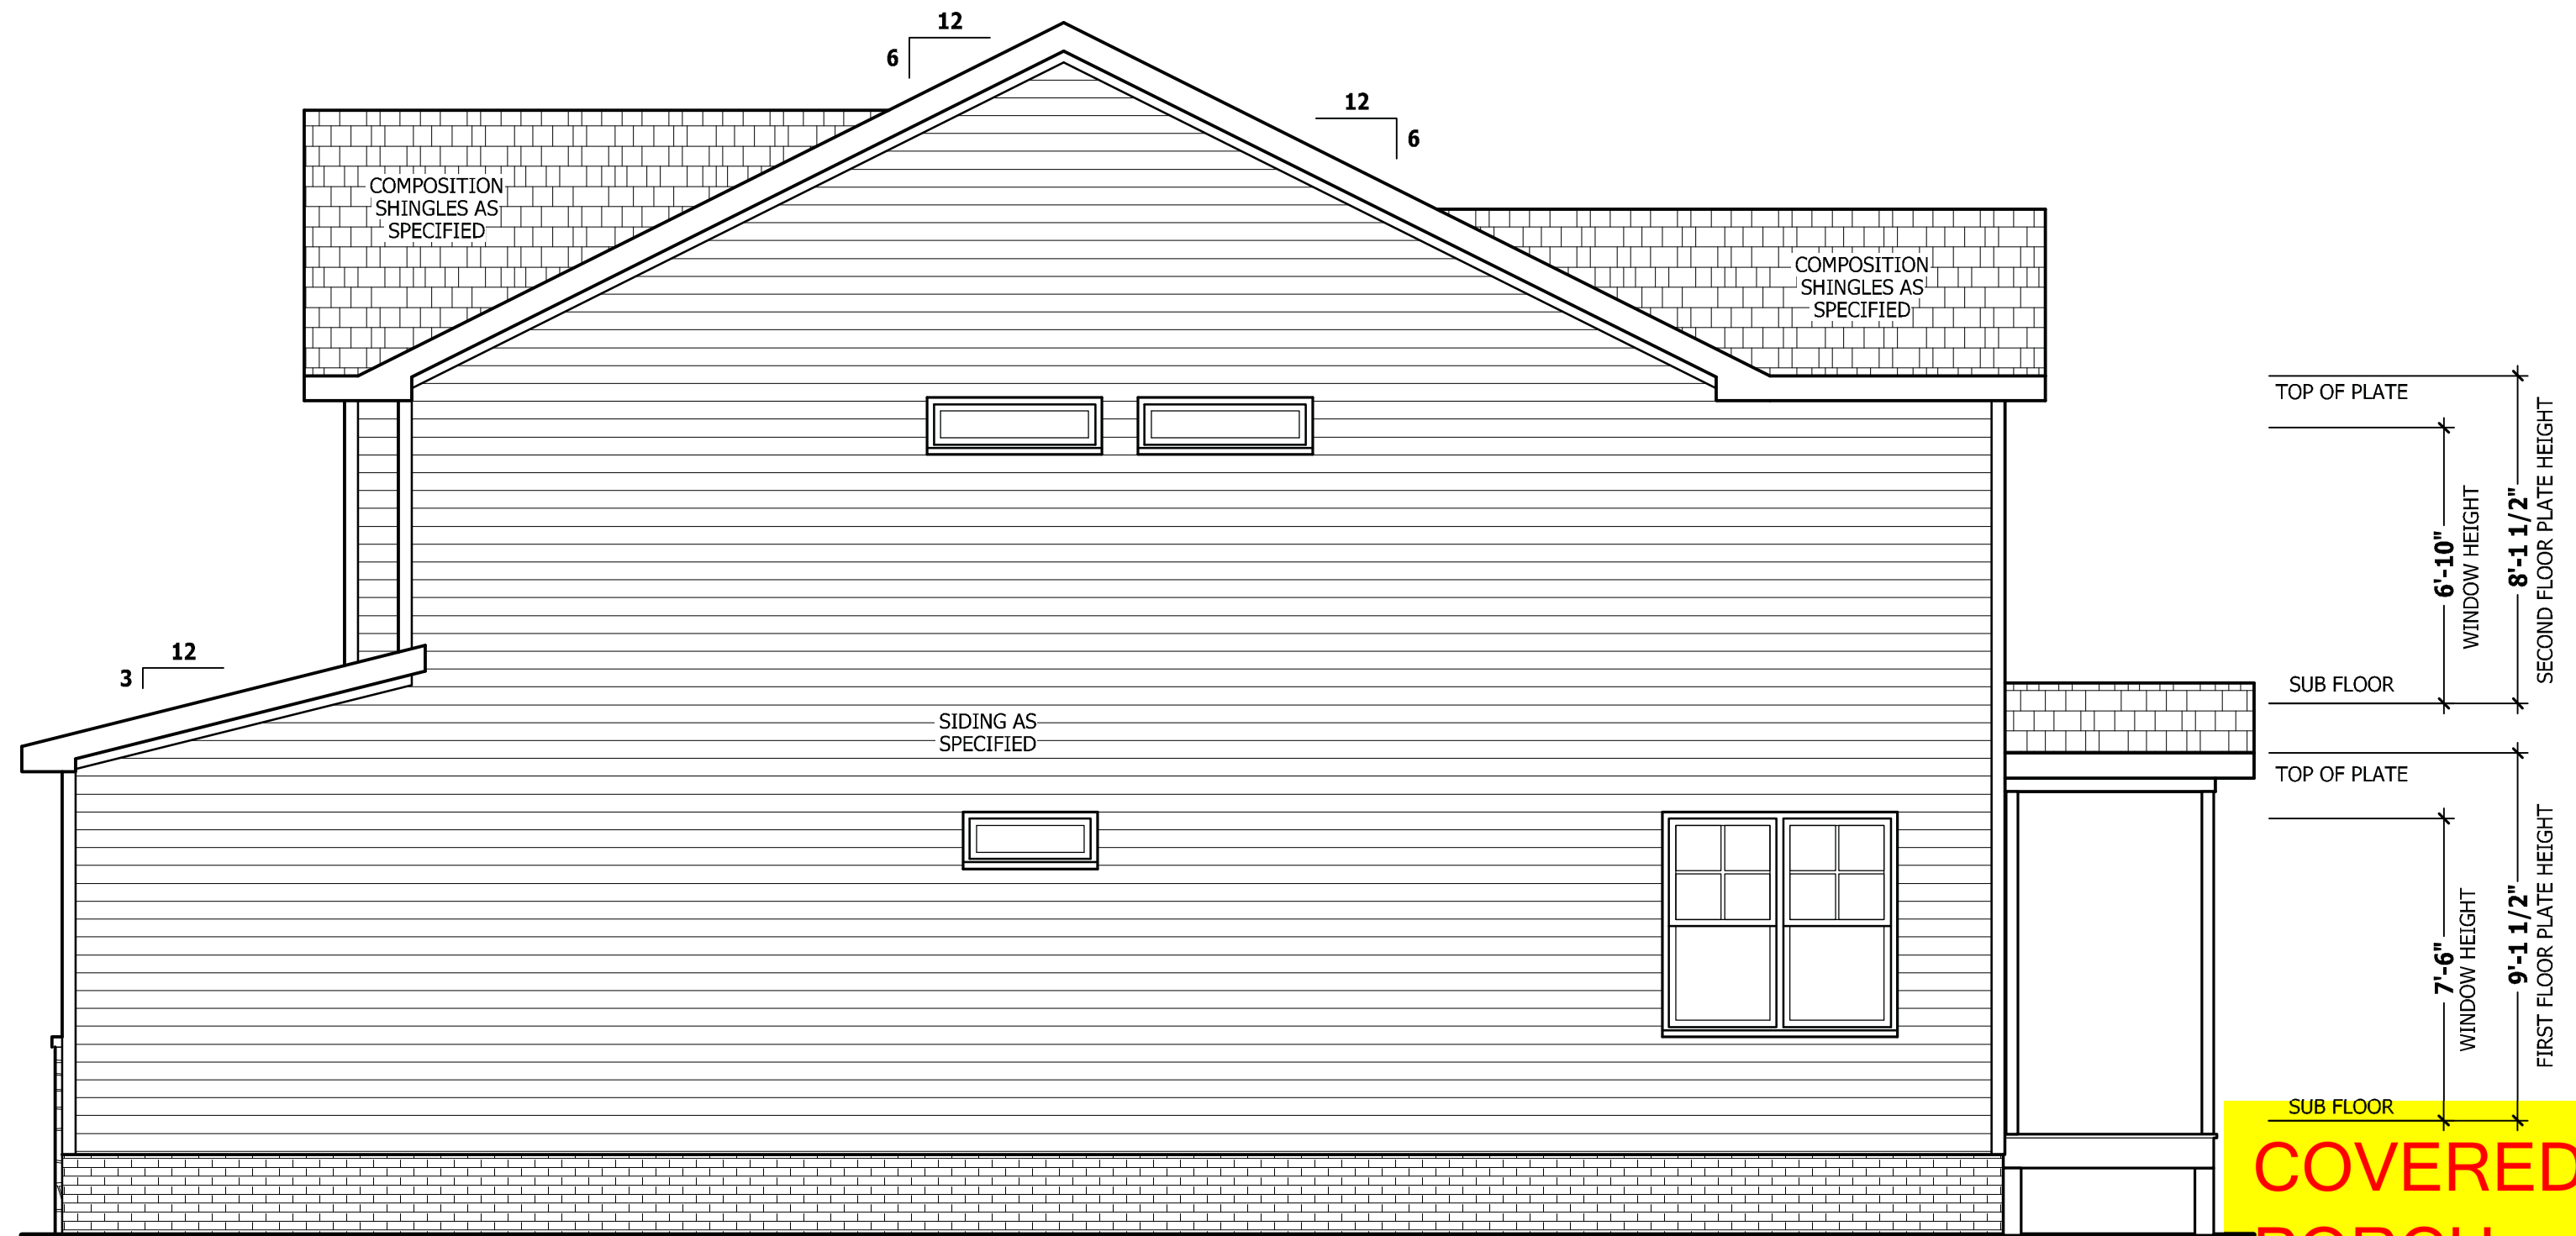 12
6
12
6
COMPOSITION
SHINGLES AS
SPECIFIED
COMPOSITION
SHINGLES AS
SPECIFIED
TOP OF PLATE
6'-10"
WINDOW HEIGHT
8'-1 1/2"
SECOND FLOOR PLATE HEIGHT
12
3
SUB FLOOR
SIDING AS
SPECIFIED
TOP OF PLATE
7'-6"
WINDOW HEIGHT
9'-1 1/2"
FIRST FLOOR PLATE HEIGHT
SUB FLOOR
COVERED
PORCH